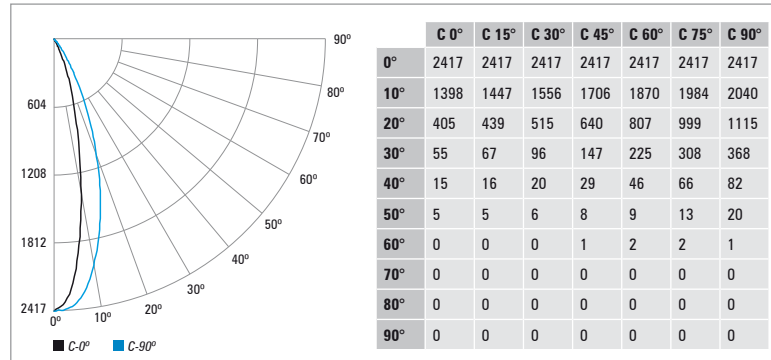 90º
80º
70º
60º
50º
40º
30º
20º
10º
0º
604
1208
1812
2417
C-0º C-90º
C 0° C 15° C 30° C 45° C 60° C 75° C 90°
0° 2417 2417 2417 2417 2417 2417 2417
10° 1398 1447 1556 1706 1870 1984 2040
20° 405 439 515 640 807 999 1115
30° 55 67 96 147 225 308 368
40° 15 16 20 29 46 66 82
50° 5 5 6 8 9 13 20
60° 0 0 0 1 2 2 1
70° 0 0 0 0 0 0 0
80° 0 0 0 0 0 0 0
90° 0 0 0 0 0 0 0